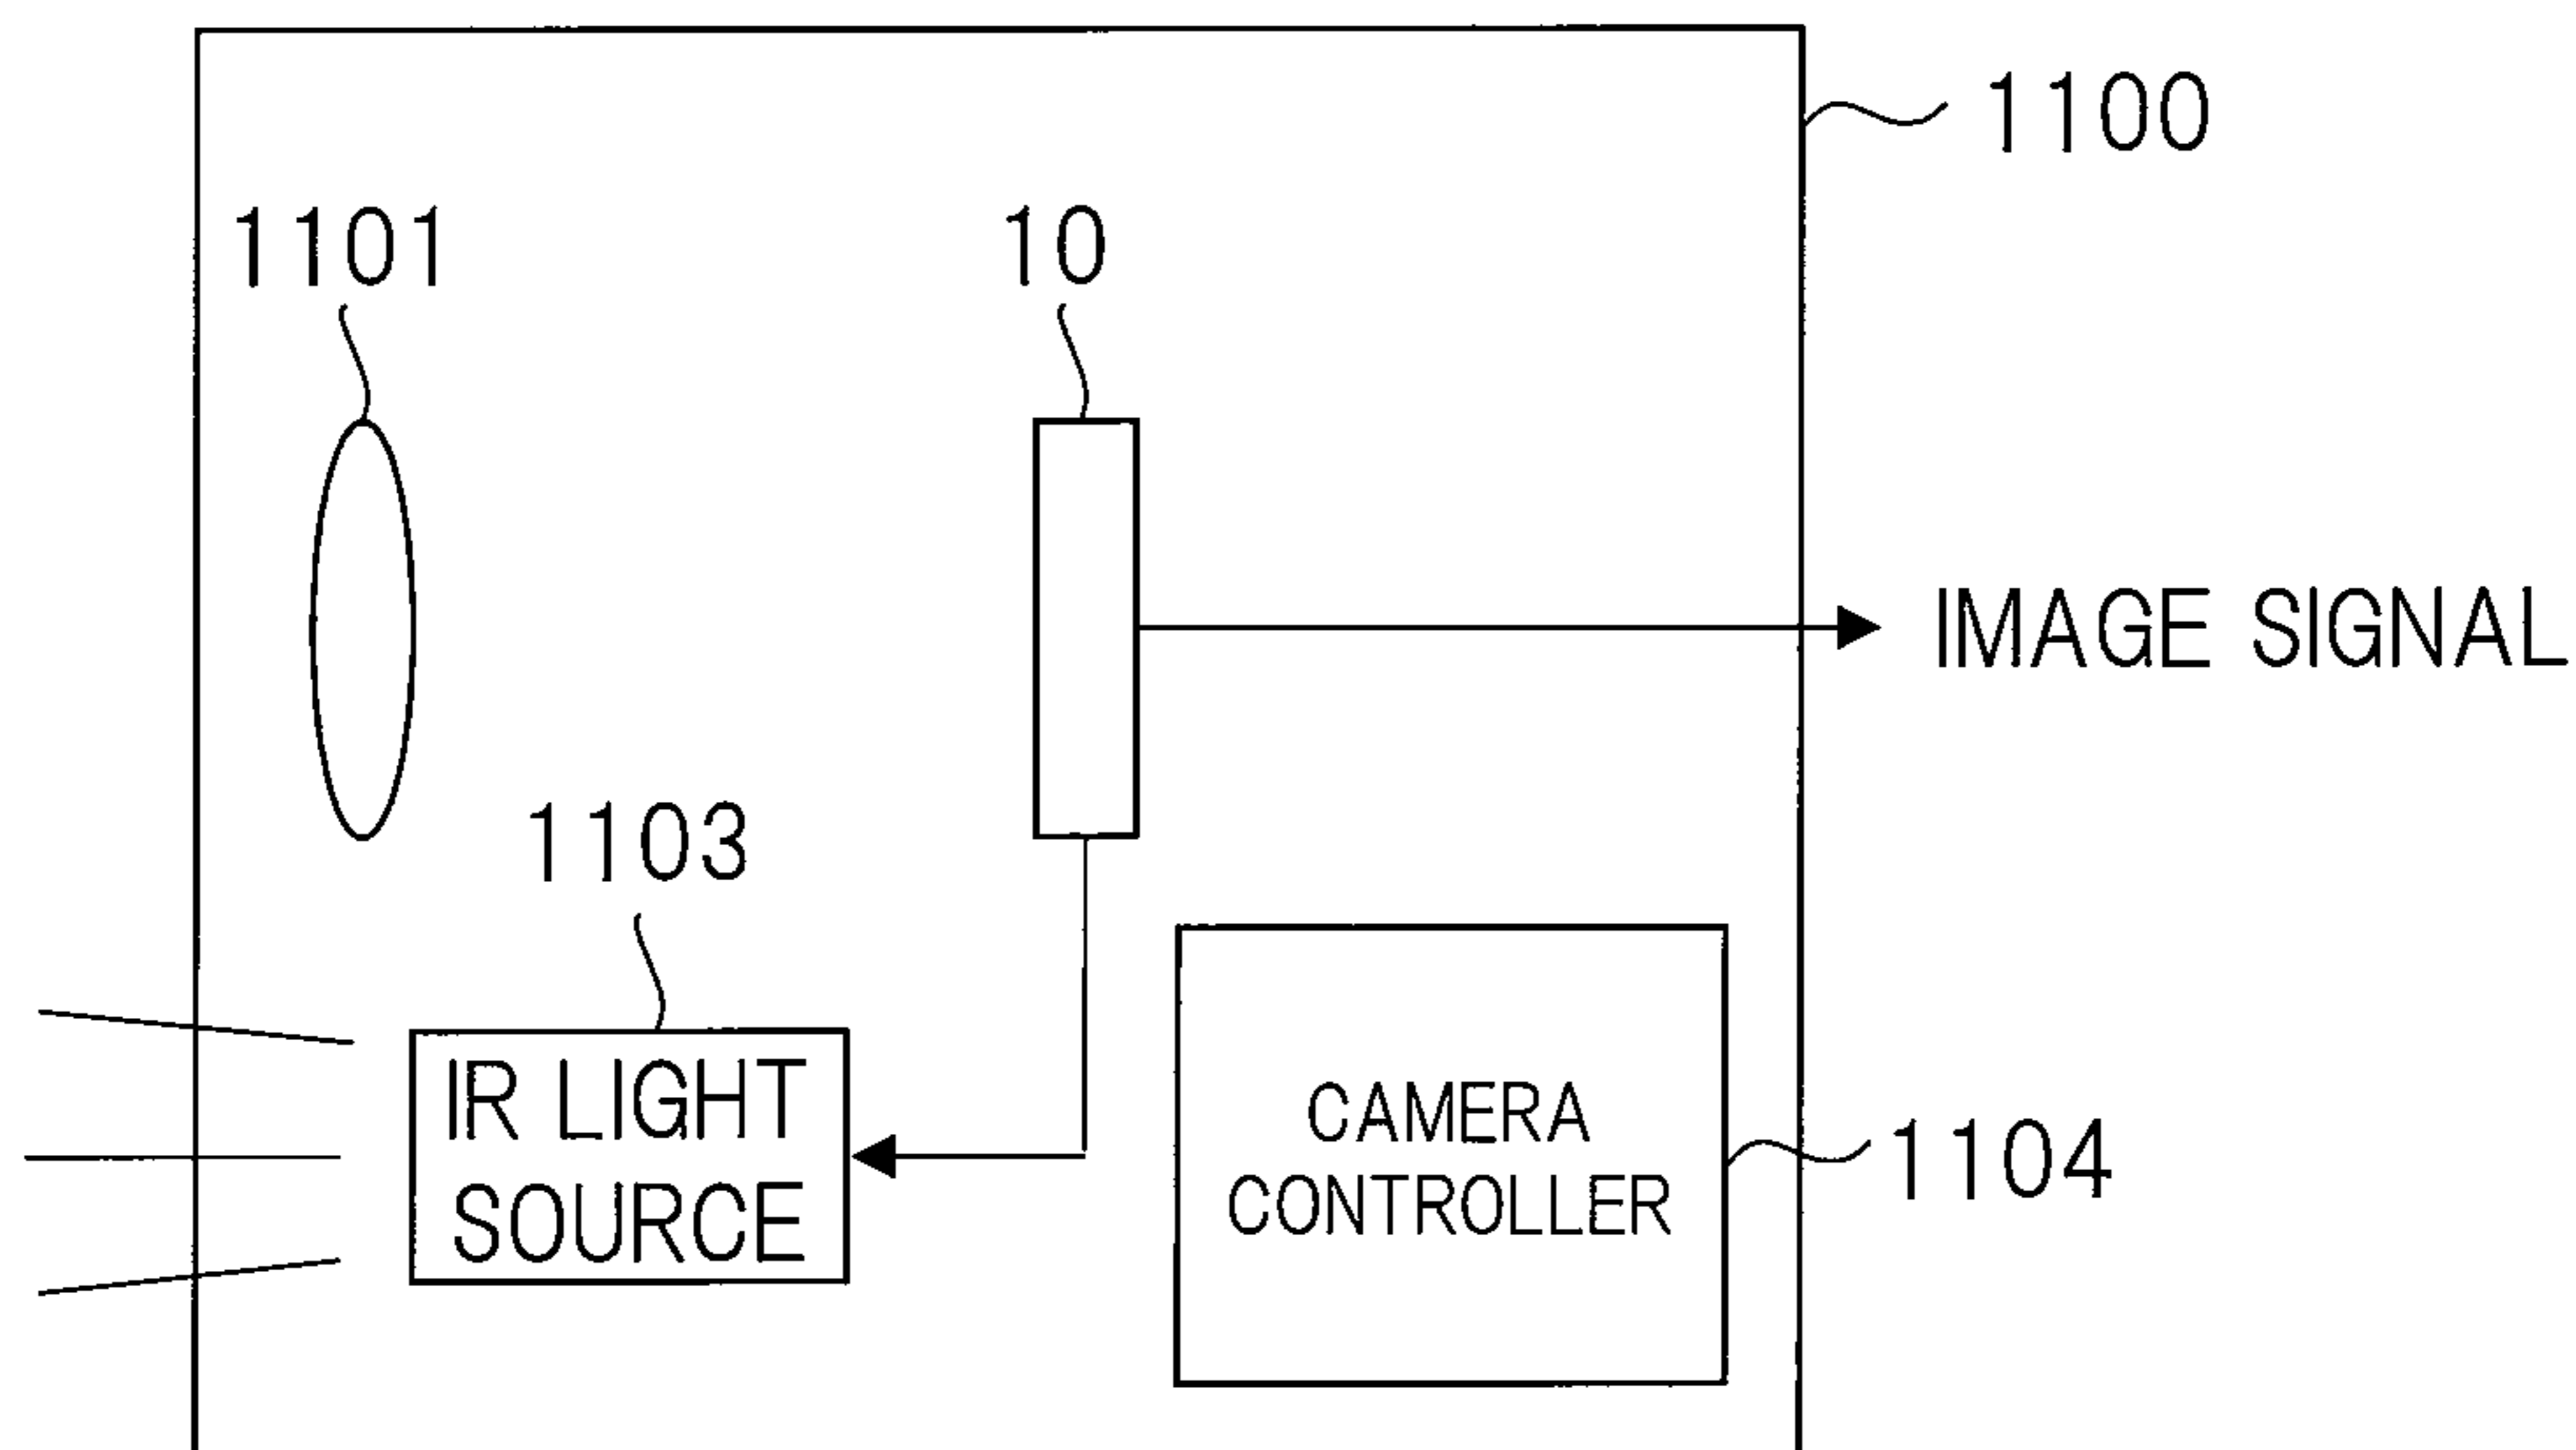 1100
1101
10
IMAGE SIGNAL
1103
IR LIGHT
SOURCE
CAMERA
CONTROLLER
1104